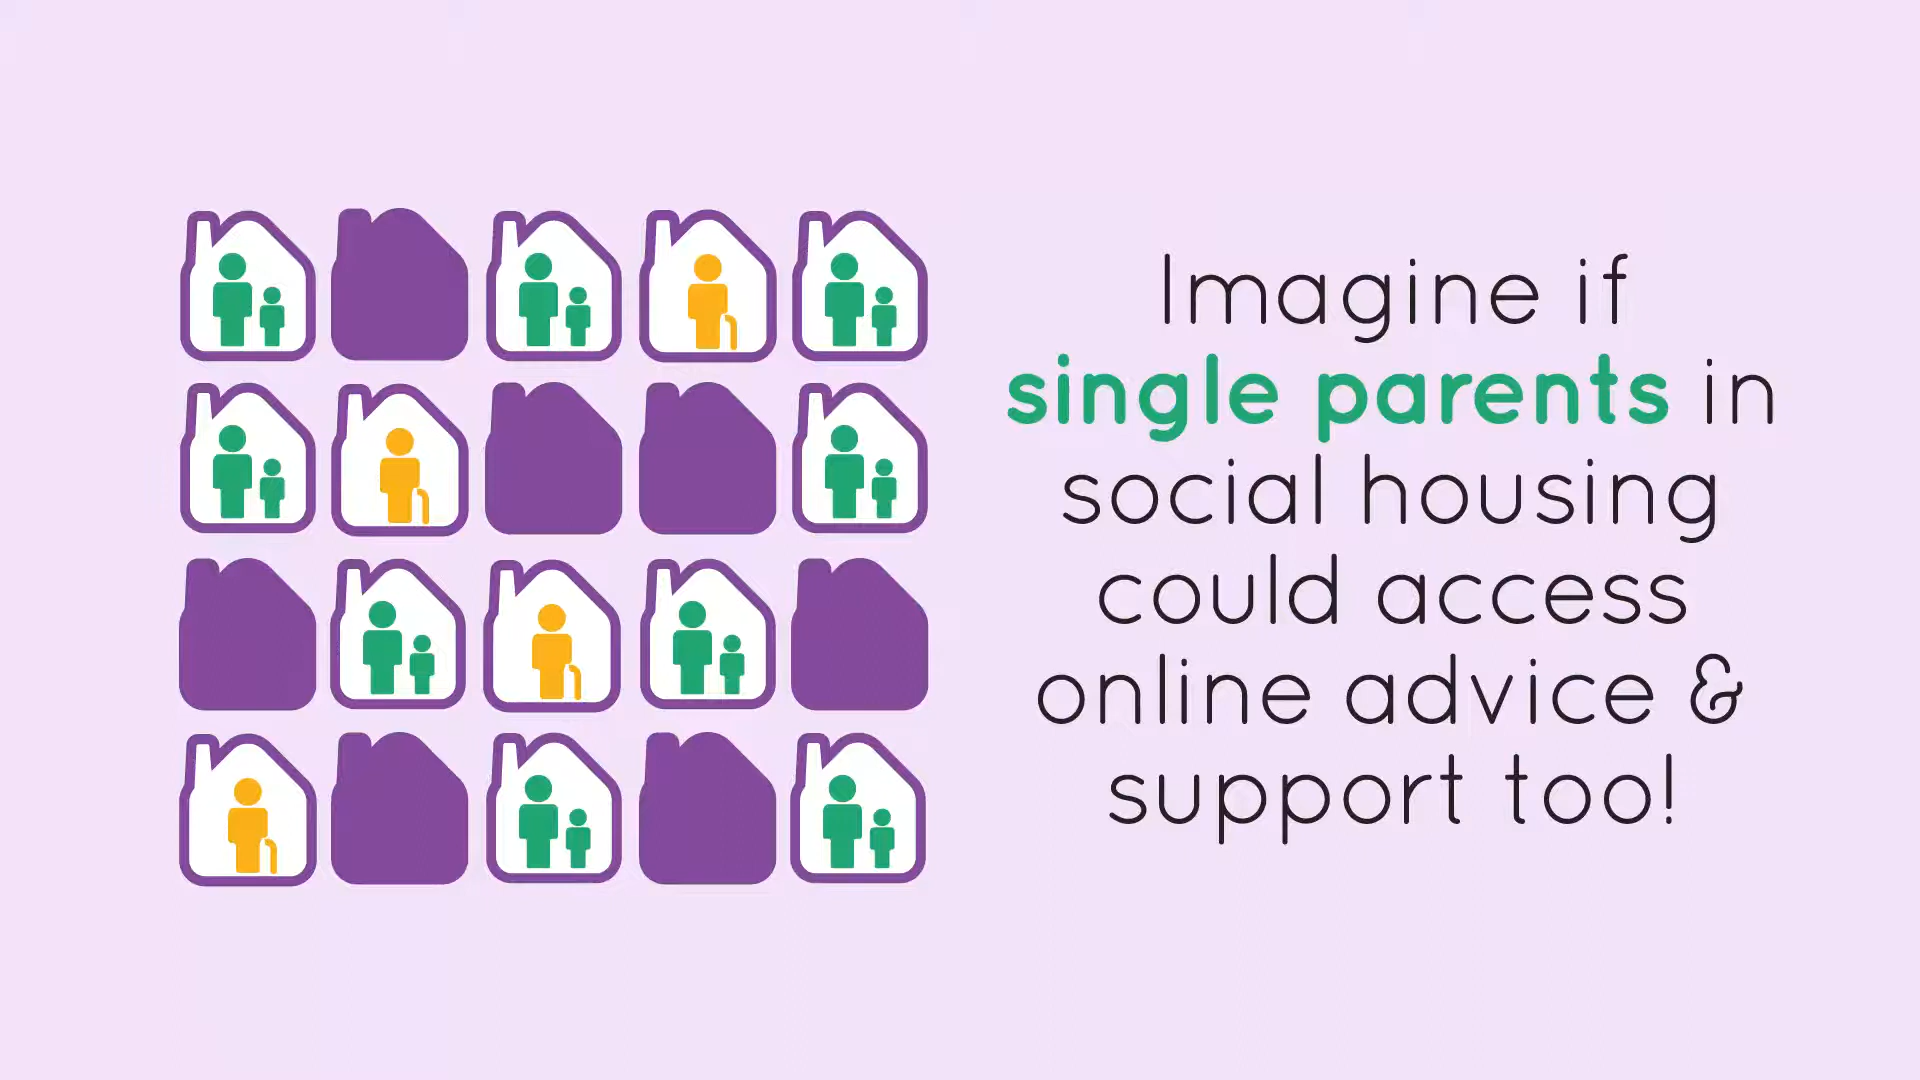 Imagine if
single parents in
social housing
could access
online advice &
support too!